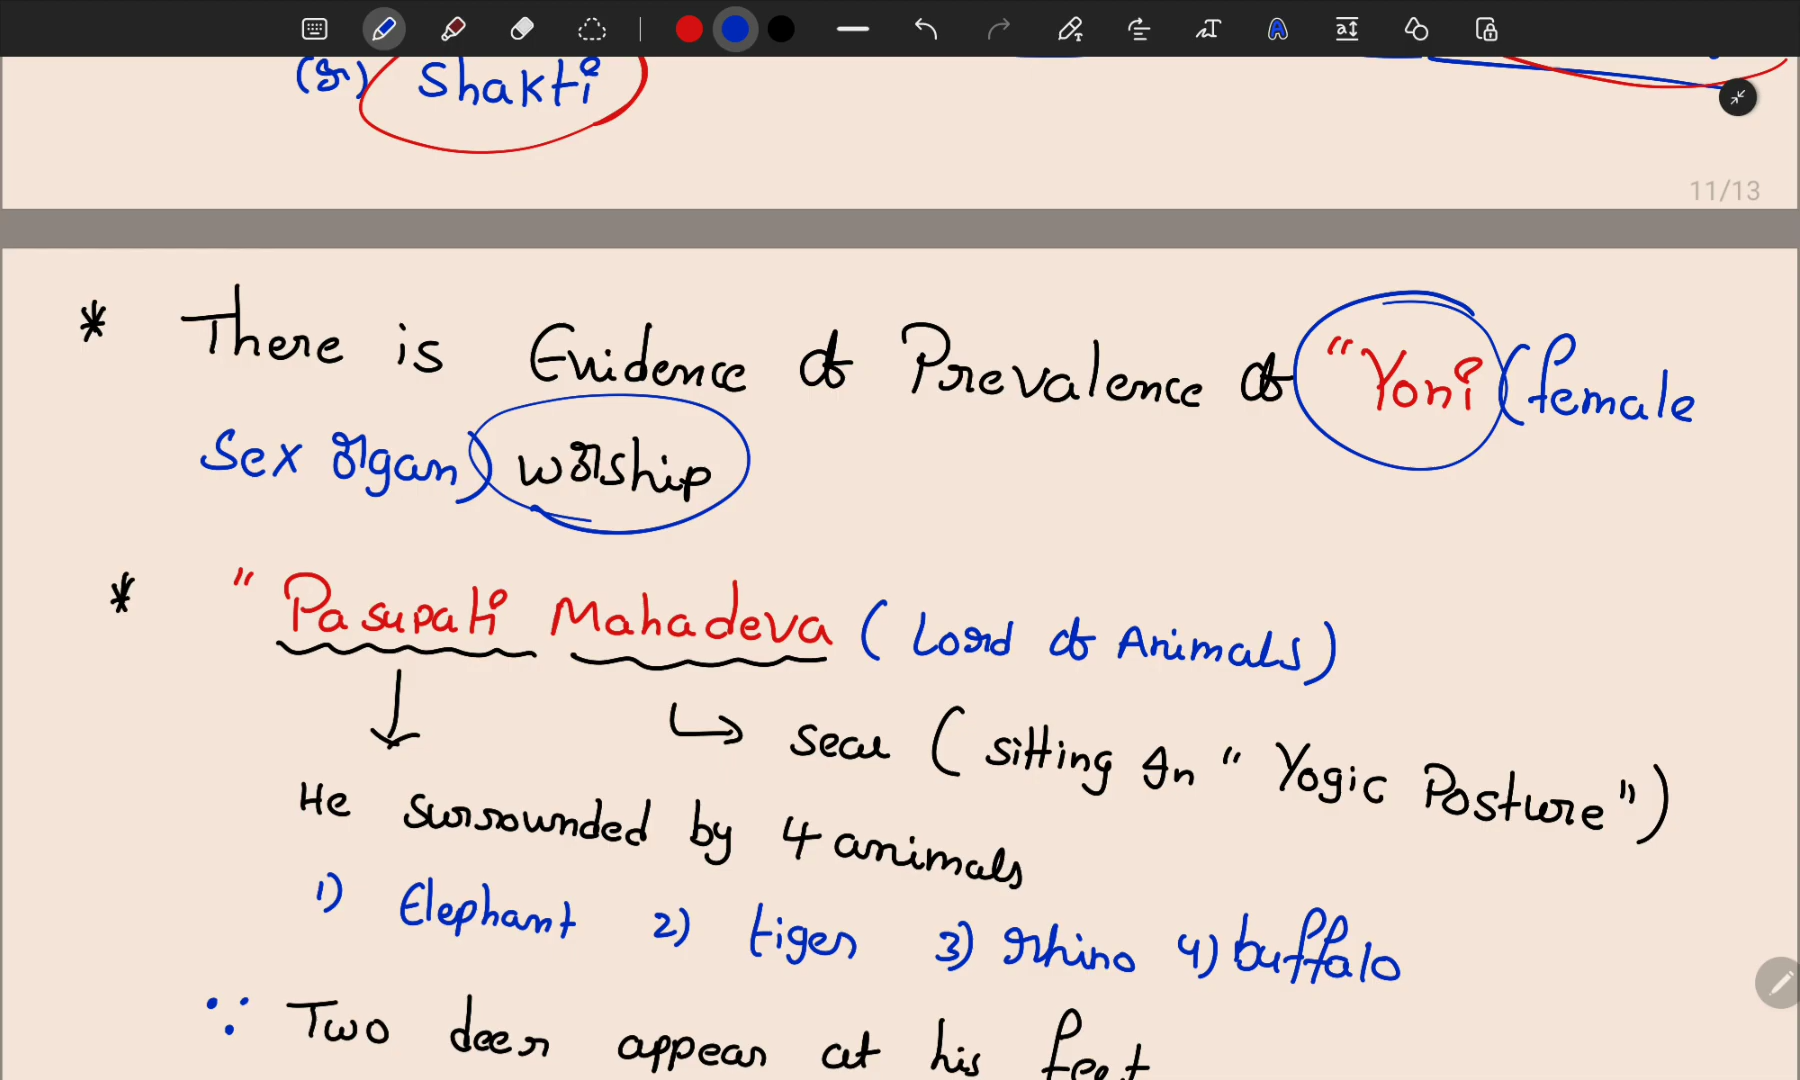 (or) Shakti
11/13
* There is Evidence of Prevalence of "Yoni (female
Sex organ) worship
* "Pasupati Mahadeva (Lord of Animals)
↓ ↳ seal (sitting In "Yogic Posture")
He surrounded by 4 animals
1) Elephant 2) tiger 3) rhino 4) buffalo
∵ Two deer appear at his feet